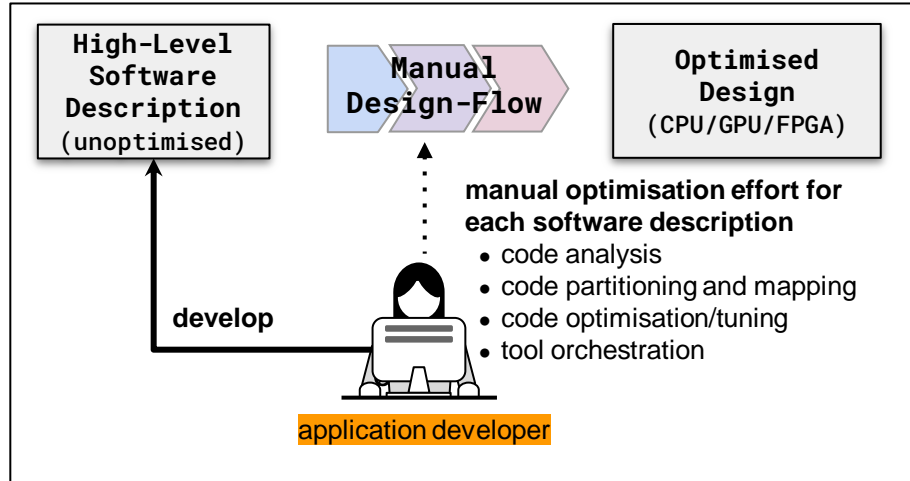 High-Level
Software
Description
(unoptimised)
Manual
Design-Flow
Optimised
Design
(CPU/GPU/FPGA)
manual optimisation effort for
each software description
• code analysis
• code partitioning and mapping
• code optimisation/tuning
• tool orchestration
develop
application developer